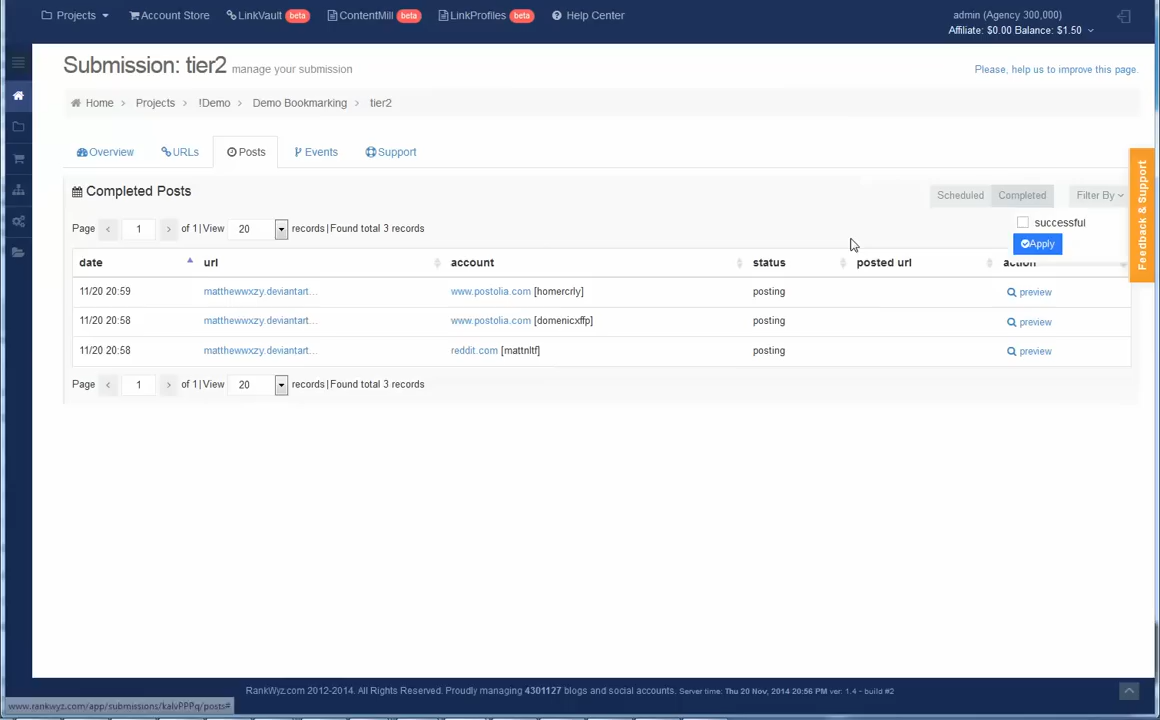 Projects Account Store LinkVault beta ContentMill beta LinkProfiles beta Help Center
admin (Agency 300,000)
Affiliate: $0.00 Balance: $1.50
Submission: tier2 manage your submission
Please, help us to improve this page.
Home > Projects > !Demo > Demo Bookmarking > tier2
Overview URLs Posts Events Support
Feedback & Support
Completed Posts
Scheduled Completed Filter By
successful
Apply
Page < 1 > of 1 | View 20 records | Found total 3 records
date url account status posted url action
11/20 20:59 matthewwxzy.deviantart... www.postolia.com [homercrly] posting preview
11/20 20:58 matthewwxzy.deviantart... www.postolia.com [domenicxffp] posting preview
11/20 20:58 matthewwxzy.deviantart... reddit.com [mattnltf] posting preview
Page < 1 > of 1 | View 20 records | Found total 3 records
RankWyz.com 2012-2014. All Rights Reserved. Proudly managing 4301127 blogs and social accounts. Server time: Thu 20 Nov, 2014 20:56 PM ver: 1.4 - build #2
www.rankwyz.com/app/submissions/kalvPPPq/posts#